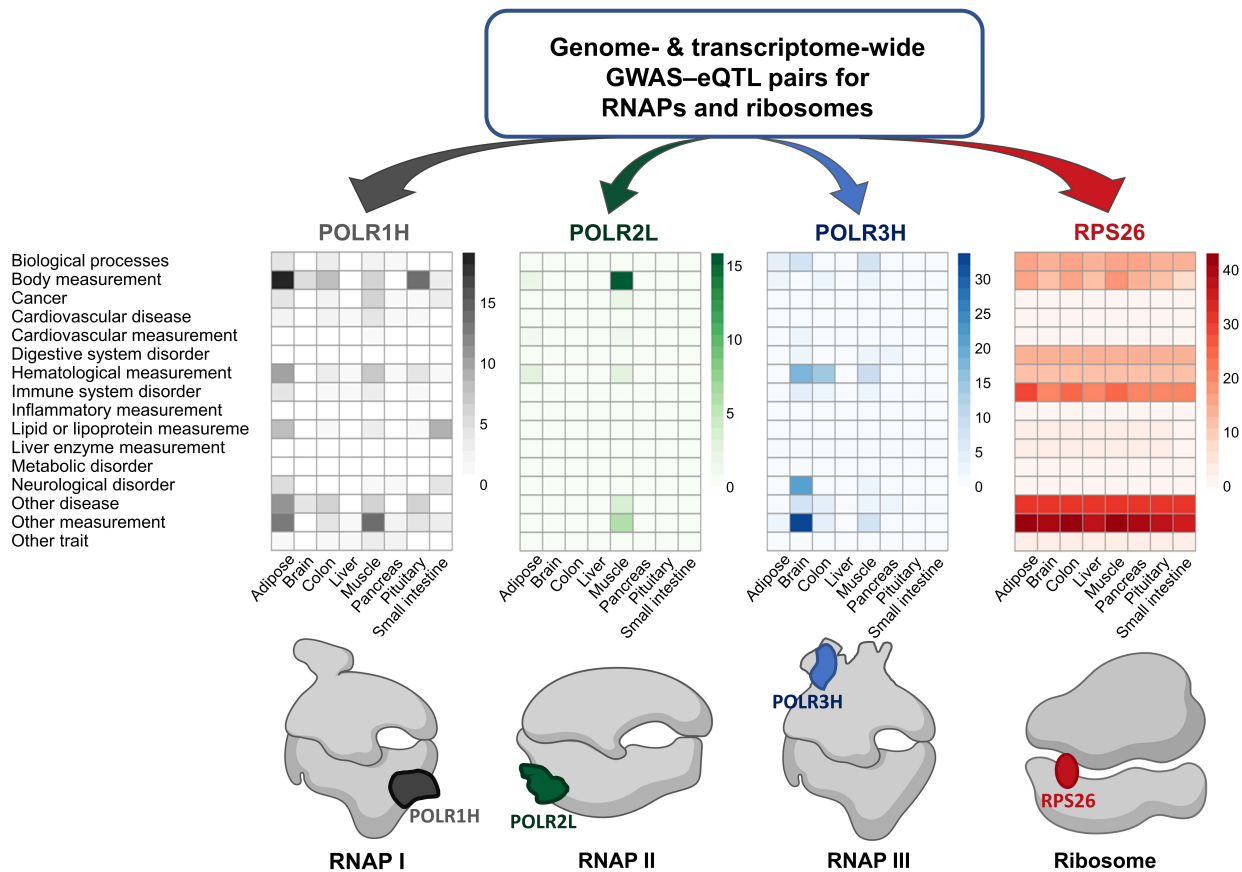 Genome- & transcriptome-wide
GWAS–eQTL pairs for
RNAPs and ribosomes
POLR1H
POLR2L
POLR3H
RPS26
Biological processes
Body measurement
Cancer
Cardiovascular disease
Cardiovascular measurement
Digestive system disorder
Hematological measurement
Immune system disorder
Inflammatory measurement
Lipid or lipoprotein measureme
Liver enzyme measurement
Metabolic disorder
Neurological disorder
Other disease
Other measurement
Other trait
15
10
5
0
15
10
5
0
30
25
20
15
10
5
0
40
30
20
10
0
Adipose
Brain
Colon
Liver
Muscle
Pancreas
Pituitary
Small intestine
Adipose
Brain
Colon
Liver
Muscle
Pancreas
Pituitary
Small intestine
Adipose
Brain
Colon
Liver
Muscle
Pancreas
Pituitary
Small intestine
Adipose
Brain
Colon
Liver
Muscle
Pancreas
Pituitary
Small intestine
POLR1H
POLR2L
POLR3H
RPS26
RNAP I
RNAP II
RNAP III
Ribosome